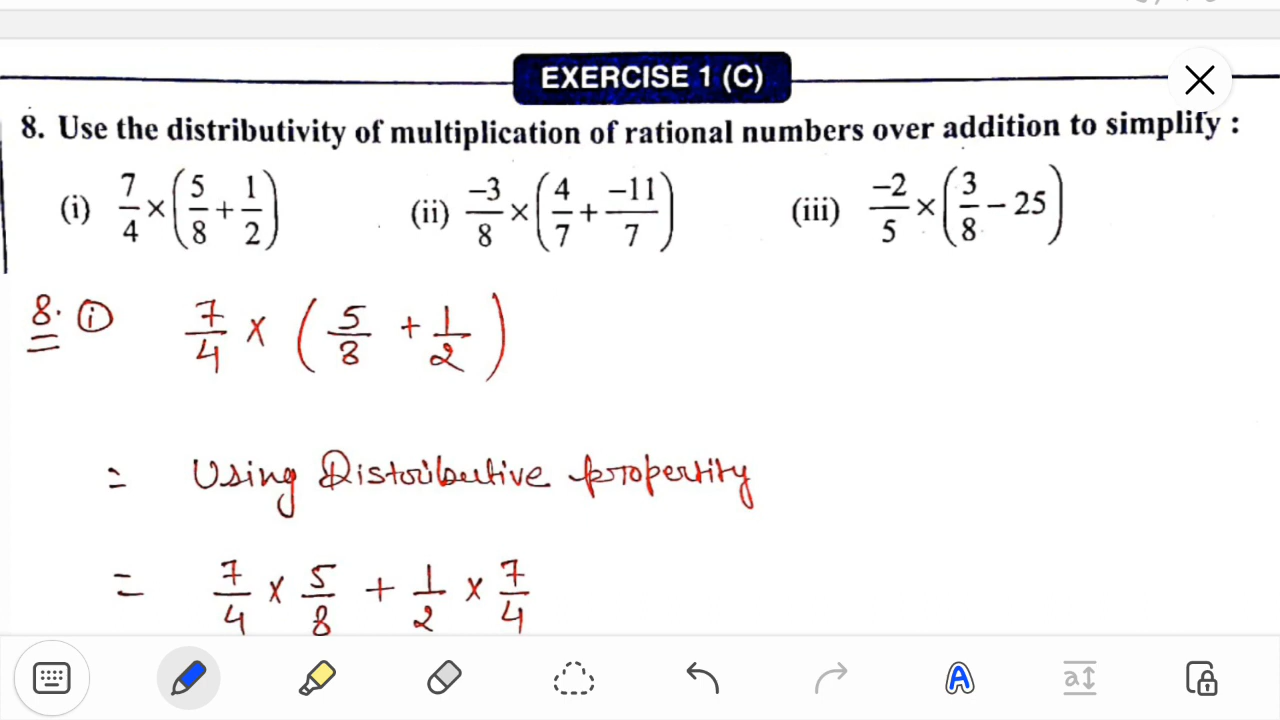 EXERCISE 1 (C)
8. Use the distributivity of multiplication of rational numbers over addition to simplify :
(i) 7/4 × (5/8 + 1/2) (ii) -3/8 × (4/7 + -11/7) (iii) -2/5 × (3/8 - 25)
8. (i) 7/4 × (5/8 + 1/2)
= Using Distributive propertity
= 7/4 × 5/8 + 1/2 × 7/4
A
a